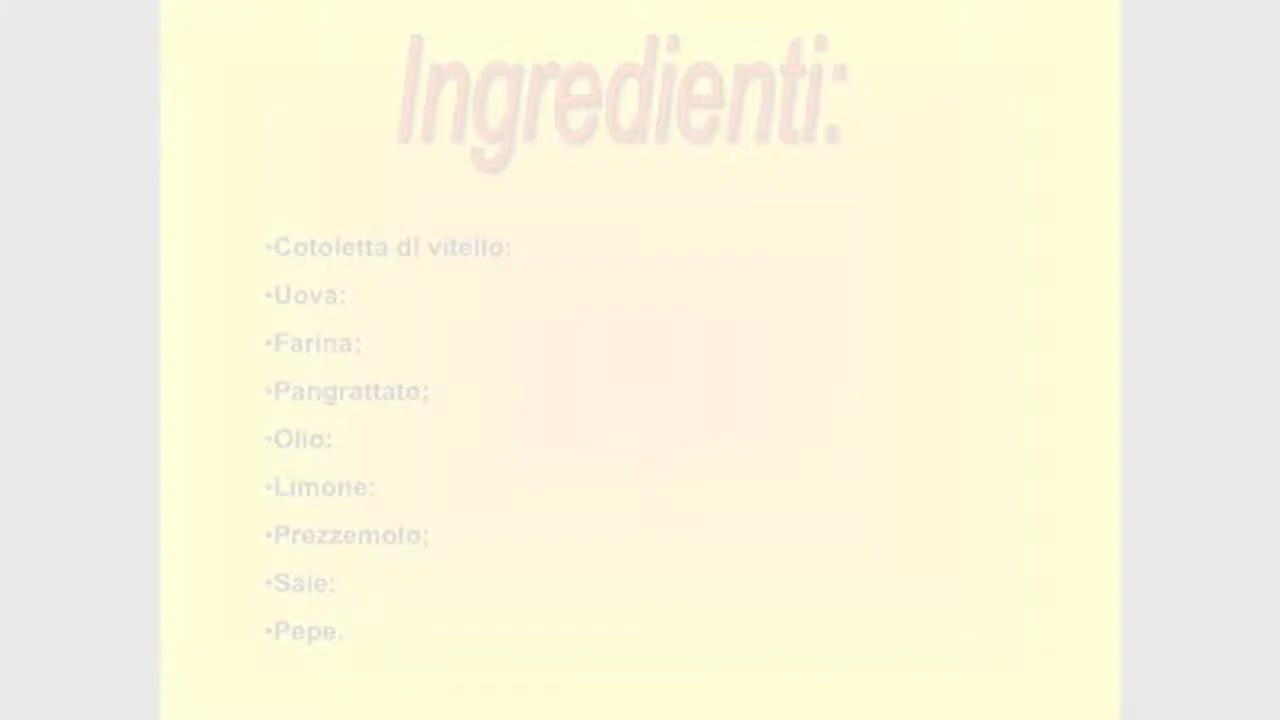 Ingredienti:
•Cotoletta di vitello;
•Uova;
•Farina;
•Pangrattato;
•Olio;
•Limone;
•Prezzemolo;
•Sale;
•Pepe.